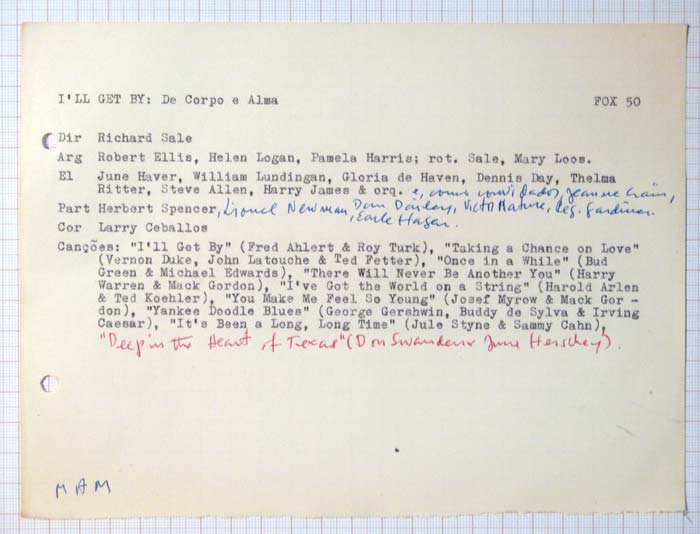 I'LL GET BY: De Corpo e Alma FOX 50
Dir Richard Sale
Arg Robert Ellis, Helen Logan, Pamela Harris; rot. Sale, Mary Loos.
El June Haver, William Lundingan, Gloria de Haven, Dennis Day, Thelma
Ritter, Steve Allen, Harry James & orq. e, como convidados, Jeanne Crain,
Dan Dailey, Victor Mature, Reg. Gardiner.
Part Herbert Spencer, Lionel Newman, Earle Hagen.
Cor Larry Ceballos
Canções: "I'll Get By" (Fred Ahlert & Roy Turk), "Taking a Chance on Love"
(Vernon Duke, John Latouche & Ted Fetter), "Once in a While" (Bud
Green & Michael Edwards), "There Will Never Be Another You" (Harry
Warren & Mack Gordon), "I've Got the World on a String" (Harold Arlen
& Ted Koehler), "You Make Me Feel So Young" (Josef Myrow & Mack Gor -
don), "Yankee Doodle Blues" (George Gershwin, Buddy de Sylva & Irving
Caesar), "It's Been a Long, Long Time" (Jule Styne & Sammy Cahn),
"Deep in the Heart of Texas" (Don Swander & June Hershey).
MAM